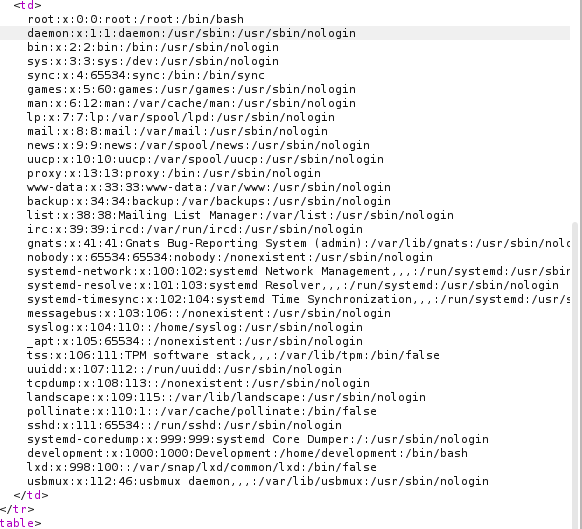 <td>
root:x:0:0:root:/root:/bin/bash
daemon:x:1:1:daemon:/usr/sbin:/usr/sbin/nologin
bin:x:2:2:bin:/bin:/usr/sbin/nologin
sys:x:3:3:sys:/dev:/usr/sbin/nologin
sync:x:4:65534:sync:/bin:/bin/sync
games:x:5:60:games:/usr/games:/usr/sbin/nologin
man:x:6:12:man:/var/cache/man:/usr/sbin/nologin
lp:x:7:7:lp:/var/spool/lpd:/usr/sbin/nologin
mail:x:8:8:mail:/var/mail:/usr/sbin/nologin
news:x:9:9:news:/var/spool/news:/usr/sbin/nologin
uucp:x:10:10:uucp:/var/spool/uucp:/usr/sbin/nologin
proxy:x:13:13:proxy:/bin:/usr/sbin/nologin
www-data:x:33:33:www-data:/var/www:/usr/sbin/nologin
backup:x:34:34:backup:/var/backups:/usr/sbin/nologin
list:x:38:38:Mailing List Manager:/var/list:/usr/sbin/nologin
irc:x:39:39:ircd:/var/run/ircd:/usr/sbin/nologin
gnats:x:41:41:Gnats Bug-Reporting System (admin):/var/lib/gnats:/usr/sbin/nolo
nobody:x:65534:65534:nobody:/nonexistent:/usr/sbin/nologin
systemd-network:x:100:102:systemd Network Management,,,:/run/systemd:/usr/sbin
systemd-resolve:x:101:103:systemd Resolver,,,:/run/systemd:/usr/sbin/nologin
systemd-timesync:x:102:104:systemd Time Synchronization,,,:/run/systemd:/usr/s
messagebus:x:103:106::/nonexistent:/usr/sbin/nologin
syslog:x:104:110::/home/syslog:/usr/sbin/nologin
_apt:x:105:65534::/nonexistent:/usr/sbin/nologin
tss:x:106:111:TPM software stack,,,:/var/lib/tpm:/bin/false
uuidd:x:107:112::/run/uuidd:/usr/sbin/nologin
tcpdump:x:108:113::/nonexistent:/usr/sbin/nologin
landscape:x:109:115::/var/lib/landscape:/usr/sbin/nologin
pollinate:x:110:1::/var/cache/pollinate:/bin/false
sshd:x:111:65534::/run/sshd:/usr/sbin/nologin
systemd-coredump:x:999:999:systemd Core Dumper:/:/usr/sbin/nologin
development:x:1000:1000:Development:/home/development:/bin/bash
lxd:x:998:100::/var/snap/lxd/common/lxd:/bin/false
usbmux:x:112:46:usbmux daemon,,,:/var/lib/usbmux:/usr/sbin/nologin
</td>
</tr>
table>